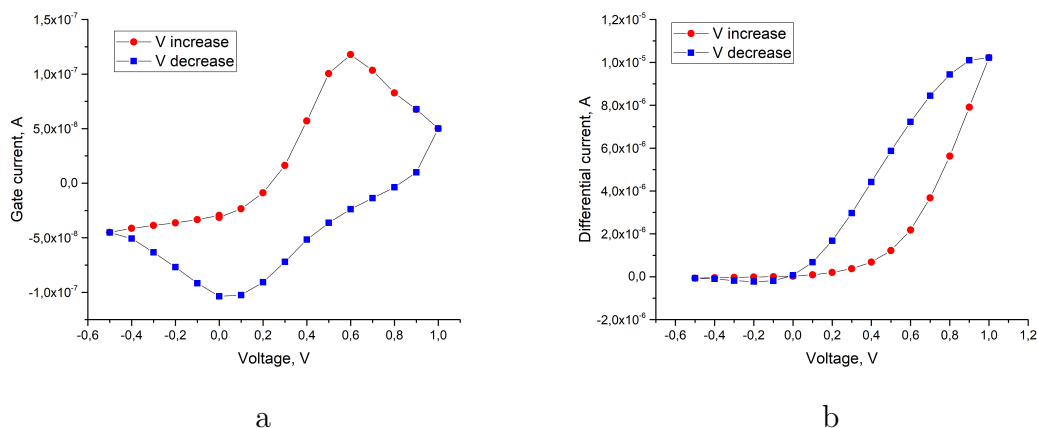 1,5x10⁻⁷
1,0x10⁻⁷
5,0x10⁻⁸
0,0
-5,0x10⁻⁸
-1,0x10⁻⁷
Gate current, A
V increase
V decrease
-0,6 -0,4 -0,2 0,0 0,2 0,4 0,6 0,8 1,0
Voltage, V
a
1,2x10⁻⁵
1,0x10⁻⁵
8,0x10⁻⁶
6,0x10⁻⁶
4,0x10⁻⁶
2,0x10⁻⁶
0,0
-2,0x10⁻⁶
Differential current, A
V increase
V decrease
-0,6 -0,4 -0,2 0,0 0,2 0,4 0,6 0,8 1,0 1,2
Voltage, V
b